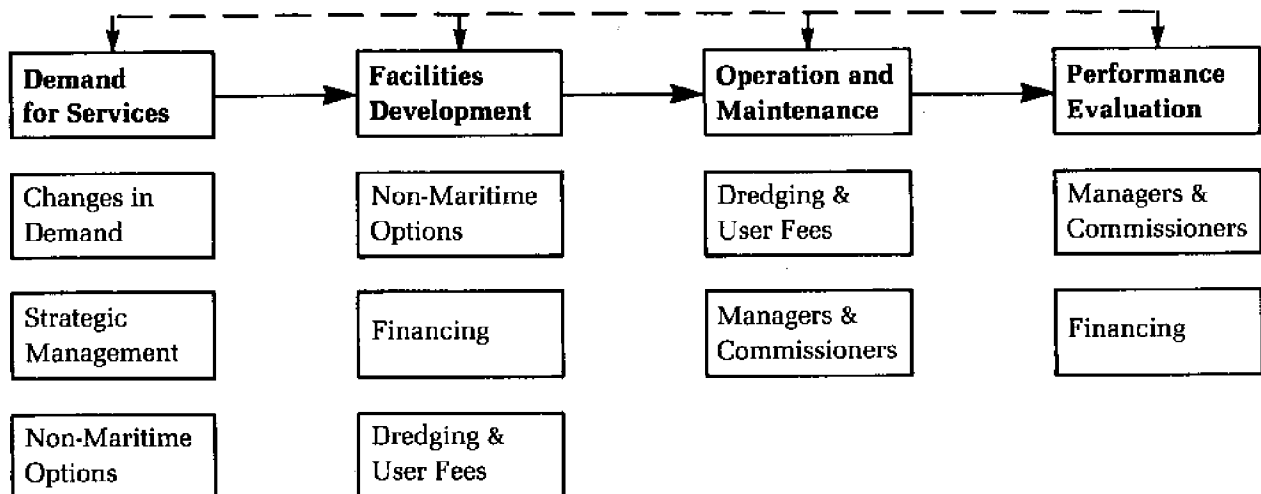 Demand
for Services
Facilities
Development
Operation and
Maintenance
Performance
Evaluation
Changes in
Demand
Non-Maritime
Options
Dredging &
User Fees
Managers &
Commissioners
Strategic
Management
Financing
Managers &
Commissioners
Financing
Non-Maritime
Options
Dredging &
User Fees